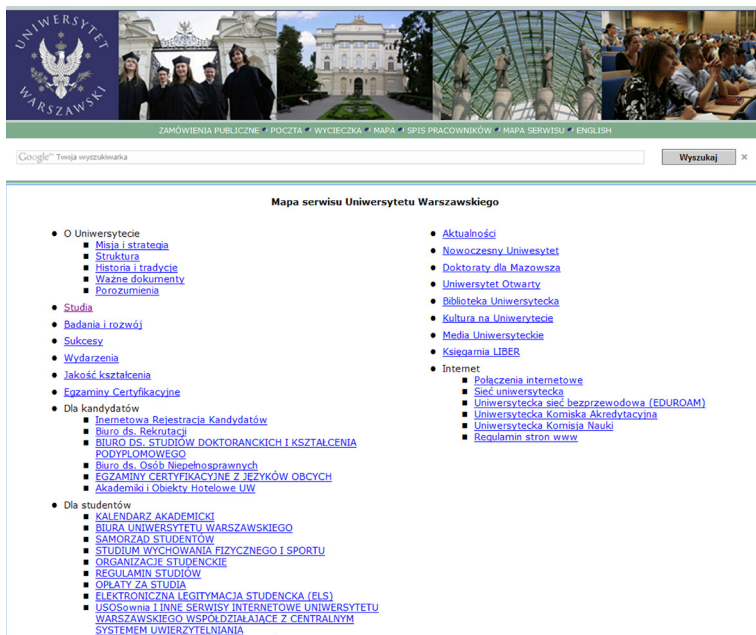 UNIWERSYTET
WARSZAWSKI
ZAMÓWIENIA PUBLICZNE POCZTA WYCIECZKA MAPA SPIS PRACOWNIKÓW MAPA SERWISU ENGLISH
Google™ Twoja wyszukiwarka
Wyszukaj
Mapa serwisu Uniwersytetu Warszawskiego
O Uniwersytecie
Misja i strategia
Struktura
Historia i tradycje
Ważne dokumenty
Porozumienia
Studia
Badania i rozwój
Sukcesy
Wydarzenia
Jakość kształcenia
Egzaminy Certyfikacyjne
Dla kandydatów
Inernetowa Rejestracja Kandydatów
Biuro ds. Rekrutacji
BIURO DS. STUDIÓW DOKTORANCKICH I KSZTAŁCENIA
PODYPLOMOWEGO
Biuro ds. Osób Niepełnosprawnych
EGZAMINY CERTYFIKACYJNE Z JĘZYKÓW OBCYCH
Akademiki i Obiekty Hotelowe UW
Dla studentów
KALENDARZ AKADEMICKI
BIURA UNIWERSYTETU WARSZAWSKIEGO
SAMORZĄD STUDENTÓW
STUDIUM WYCHOWANIA FIZYCZNEGO I SPORTU
ORGANIZACJE STUDENCKIE
REGULAMIN STUDIÓW
OPŁATY ZA STUDIA
ELEKTRONICZNA LEGITYMACJA STUDENCKA (ELS)
USOSownia I INNE SERWISY INTERNETOWE UNIWERSYTETU
WARSZAWSKIEGO WSPÓŁDZIAŁAJĄCE Z CENTRALNYM
SYSTEMEM UWIERZYTELNIANIA
Aktualności
Nowoczesny Uniwesytet
Doktoraty dla Mazowsza
Uniwersytet Otwarty
Biblioteka Uniwersytecka
Kultura na Uniwerytecie
Media Uniwersyteckie
Księgarnia LIBER
Internet
Połączenia internetowe
Sieć uniwersytecka
Uniwersytecka sieć bezprzewodowa (EDUROAM)
Uniwersytecka Komiska Akredytacyjna
Uniwersytecka Komisja Nauki
Regulamin stron www